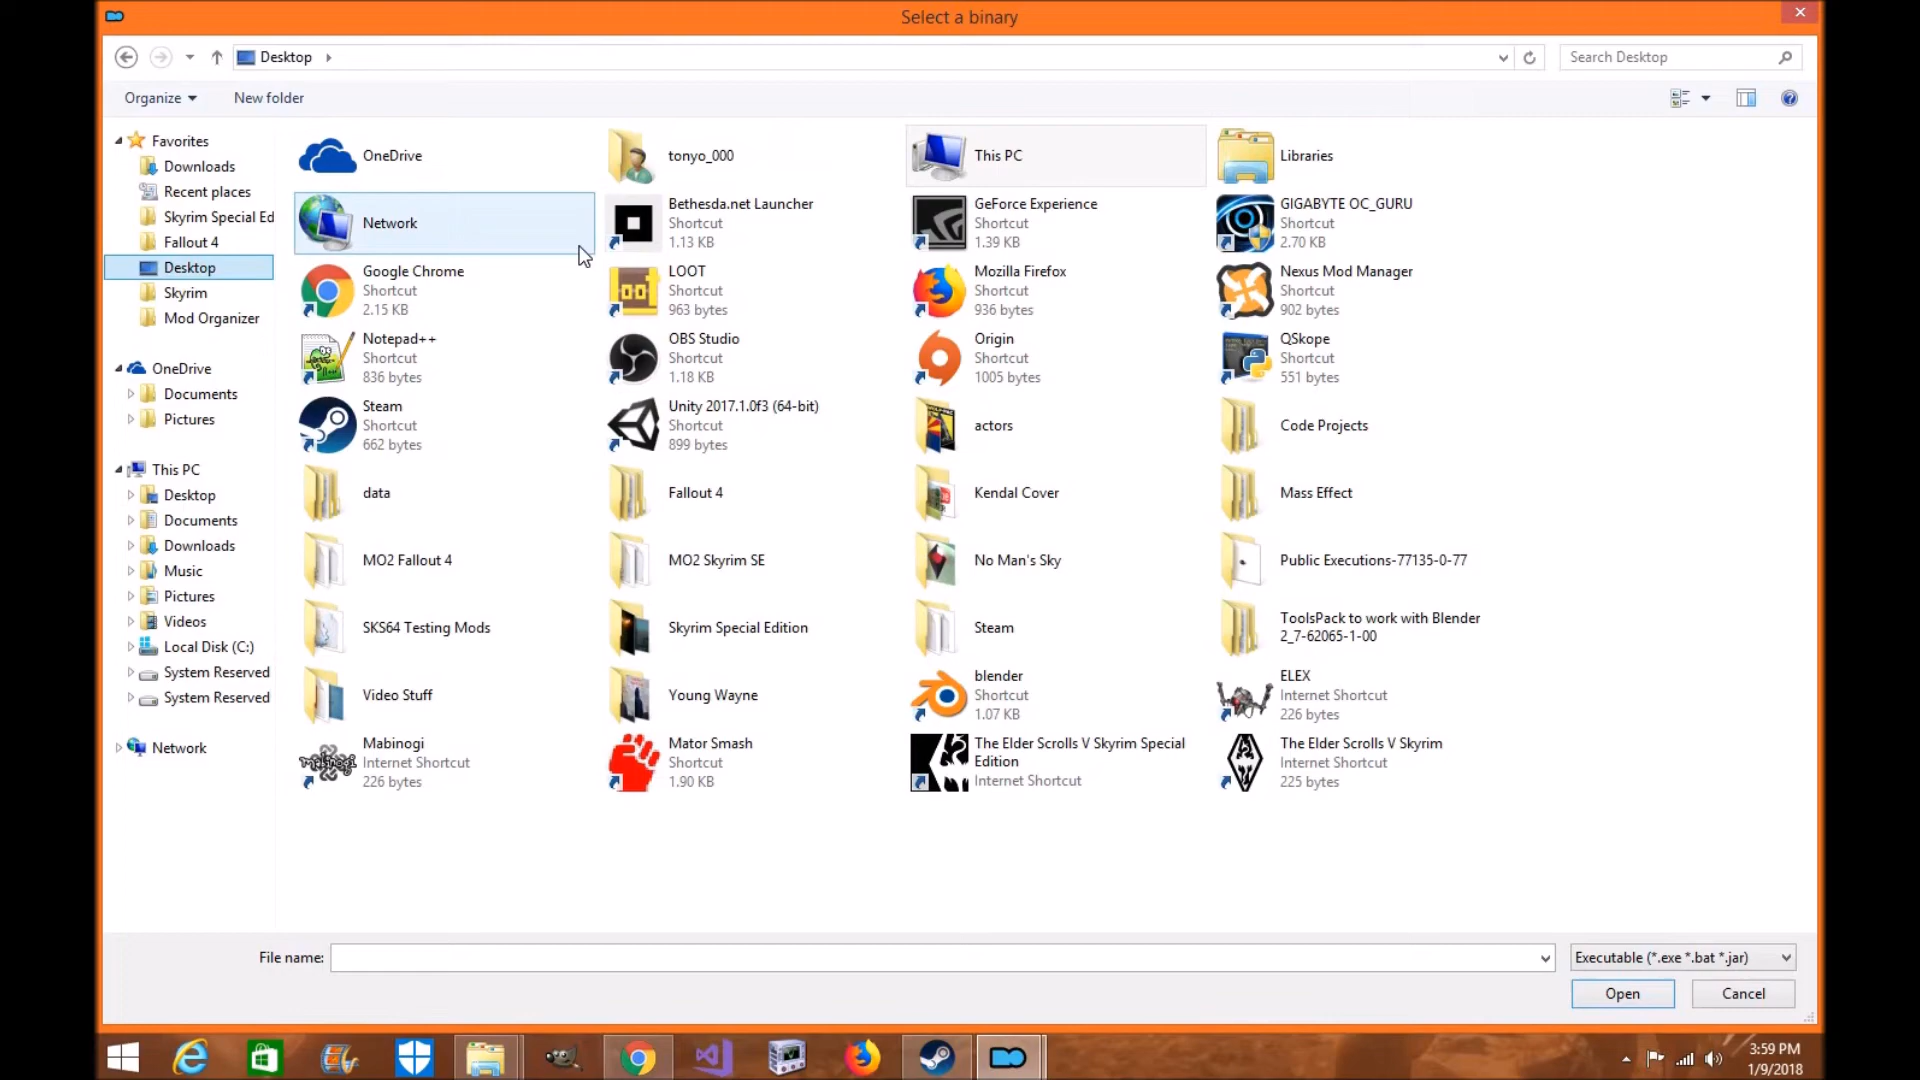 Select a binary
Desktop
Search Desktop
Organize
New folder
Favorites
Downloads
Recent places
Skyrim Special Ed
Fallout 4
Desktop
Skyrim
Mod Organizer
OneDrive
Documents
Pictures
This PC
Desktop
Documents
Downloads
Music
Pictures
Videos
Local Disk (C:)
System Reserved
System Reserved
Network
OneDrive
tonyo_000
This PC
Libraries
Network
Bethesda.net Launcher
Shortcut
1.13 KB
GeForce Experience
Shortcut
1.39 KB
GIGABYTE OC_GURU
Shortcut
2.70 KB
Google Chrome
Shortcut
2.15 KB
LOOT
Shortcut
963 bytes
Mozilla Firefox
Shortcut
936 bytes
Nexus Mod Manager
Shortcut
902 bytes
Notepad++
Shortcut
836 bytes
OBS Studio
Shortcut
1.18 KB
Origin
Shortcut
1005 bytes
QSkope
Shortcut
551 bytes
Steam
Shortcut
662 bytes
Unity 2017.1.0f3 (64-bit)
Shortcut
899 bytes
actors
Code Projects
data
Fallout 4
Kendal Cover
Mass Effect
MO2 Fallout 4
MO2 Skyrim SE
No Man's Sky
Public Executions-77135-0-77
SKS64 Testing Mods
Skyrim Special Edition
Steam
ToolsPack to work with Blender
2_7-62065-1-00
Video Stuff
Young Wayne
blender
Shortcut
1.07 KB
ELEX
Internet Shortcut
226 bytes
Mabinogi
Internet Shortcut
226 bytes
Mator Smash
Shortcut
1.90 KB
The Elder Scrolls V Skyrim Special
Edition
Internet Shortcut
The Elder Scrolls V Skyrim
Internet Shortcut
225 bytes
File name:
Executable (*.exe *.bat *.jar)
Open
Cancel
3:59 PM
1/9/2018